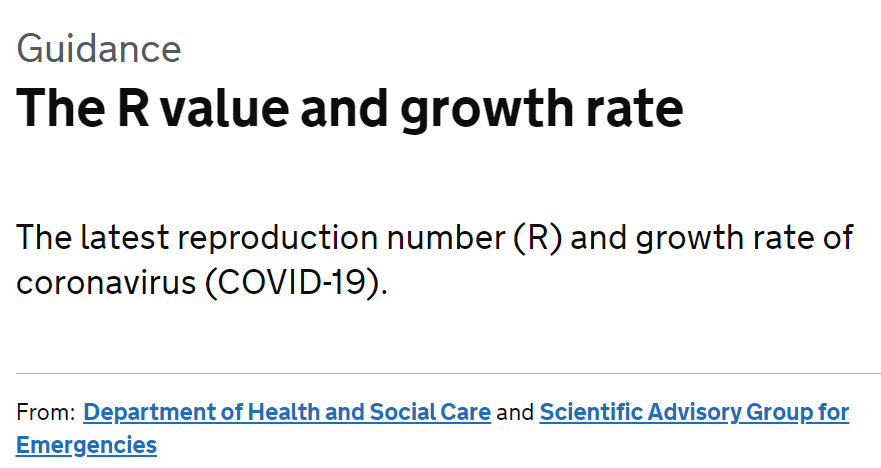 Guidance
The R value and growth rate
The latest reproduction number (R) and growth rate of
coronavirus (COVID-19).
From: Department of Health and Social Care and Scientific Advisory Group for
Emergencies